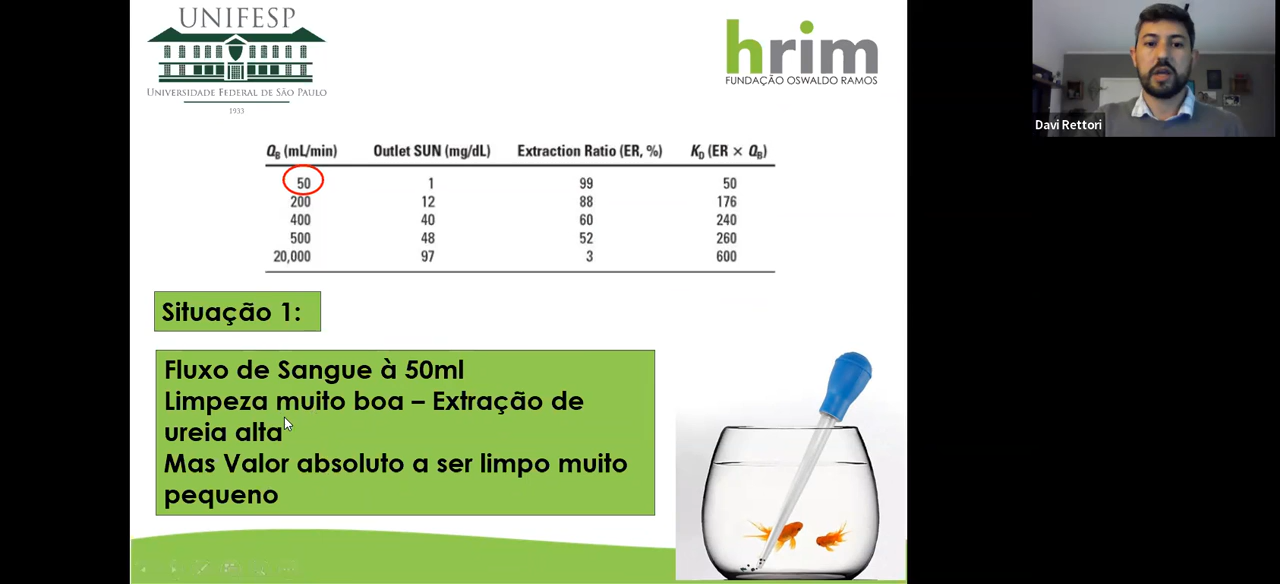 UNIFESP
UNIVERSIDADE FEDERAL DE SÃO PAULO
1933
hrim
FUNDAÇÃO OSWALDO RAMOS
Davi Rettori
QB (mL/min) Outlet SUN (mg/dL) Extraction Ratio (ER, %) KD (ER × QB)
50 1 99 50
200 12 88 176
400 40 60 240
500 48 52 260
20,000 97 3 600
Situação 1:
Fluxo de Sangue à 50ml
Limpeza muito boa – Extração de
ureia alta
Mas Valor absoluto a ser limpo muito
pequeno